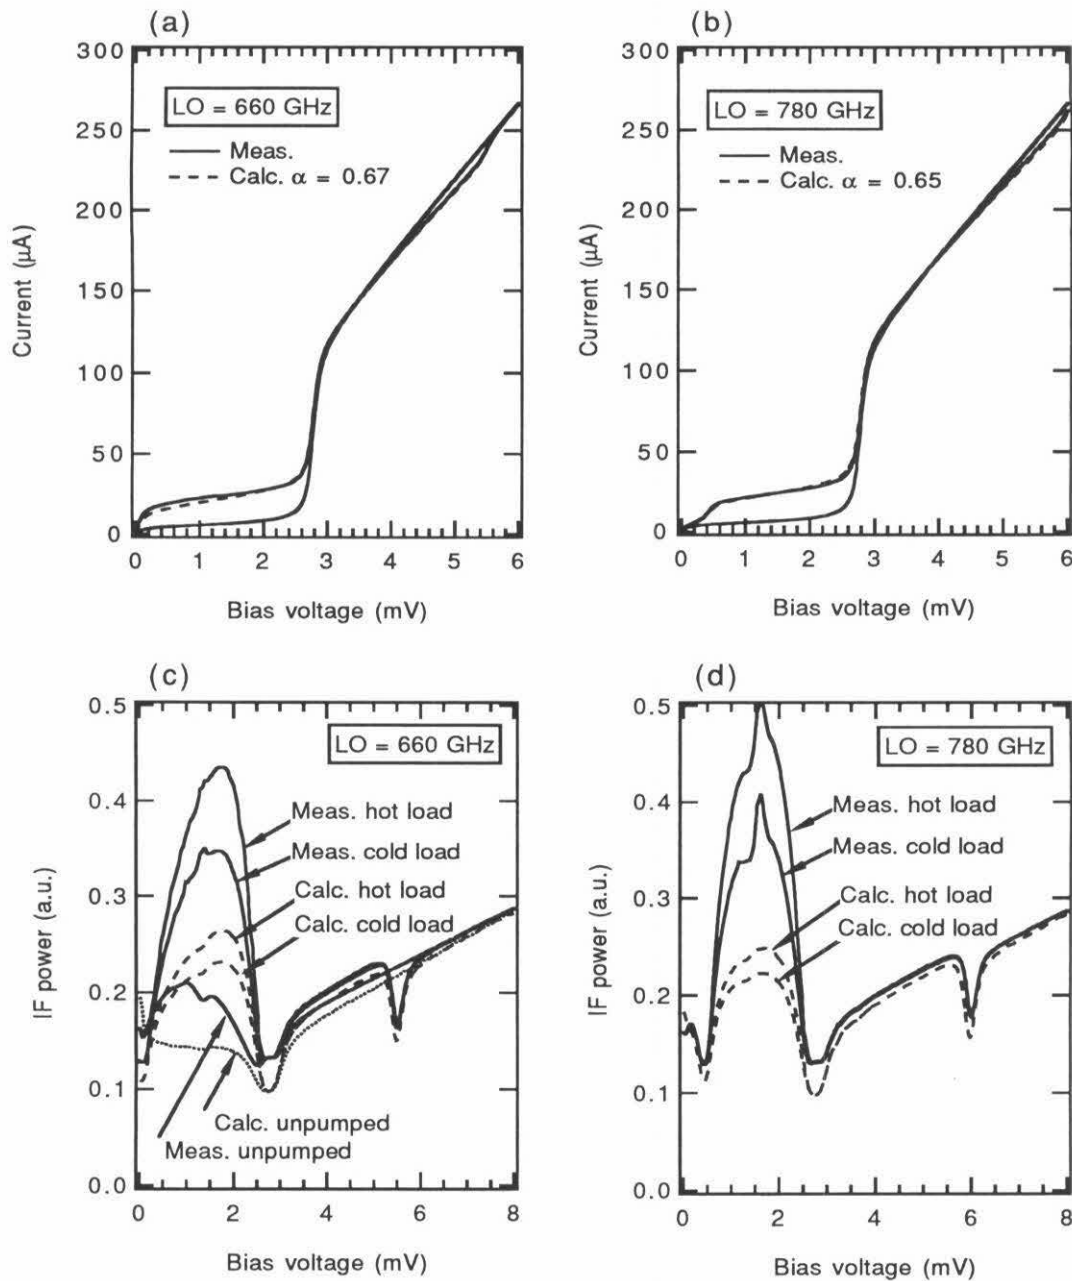 (a)
300
250
200
150
100
50
0
Current (µA)
LO = 660 GHz
Meas.
Calc. α = 0.67
0 1 2 3 4 5 6
Bias voltage (mV)
(b)
300
250
200
150
100
50
0
Current (µA)
LO = 780 GHz
Meas.
Calc. α = 0.65
0 1 2 3 4 5 6
Bias voltage (mV)
(c)
0.5
0.4
0.3
0.2
0.1
0.0
IF power (a.u.)
LO = 660 GHz
Meas. hot load
Meas. cold load
Calc. hot load
Calc. cold load
Calc. unpumped
Meas. unpumped
0 2 4 6 8
Bias voltage (mV)
(d)
0.5
0.4
0.3
0.2
0.1
0.0
IF power (a.u.)
LO = 780 GHz
Meas. hot load
Meas. cold load
Calc. hot load
Calc. cold load
0 2 4 6 8
Bias voltage (mV)